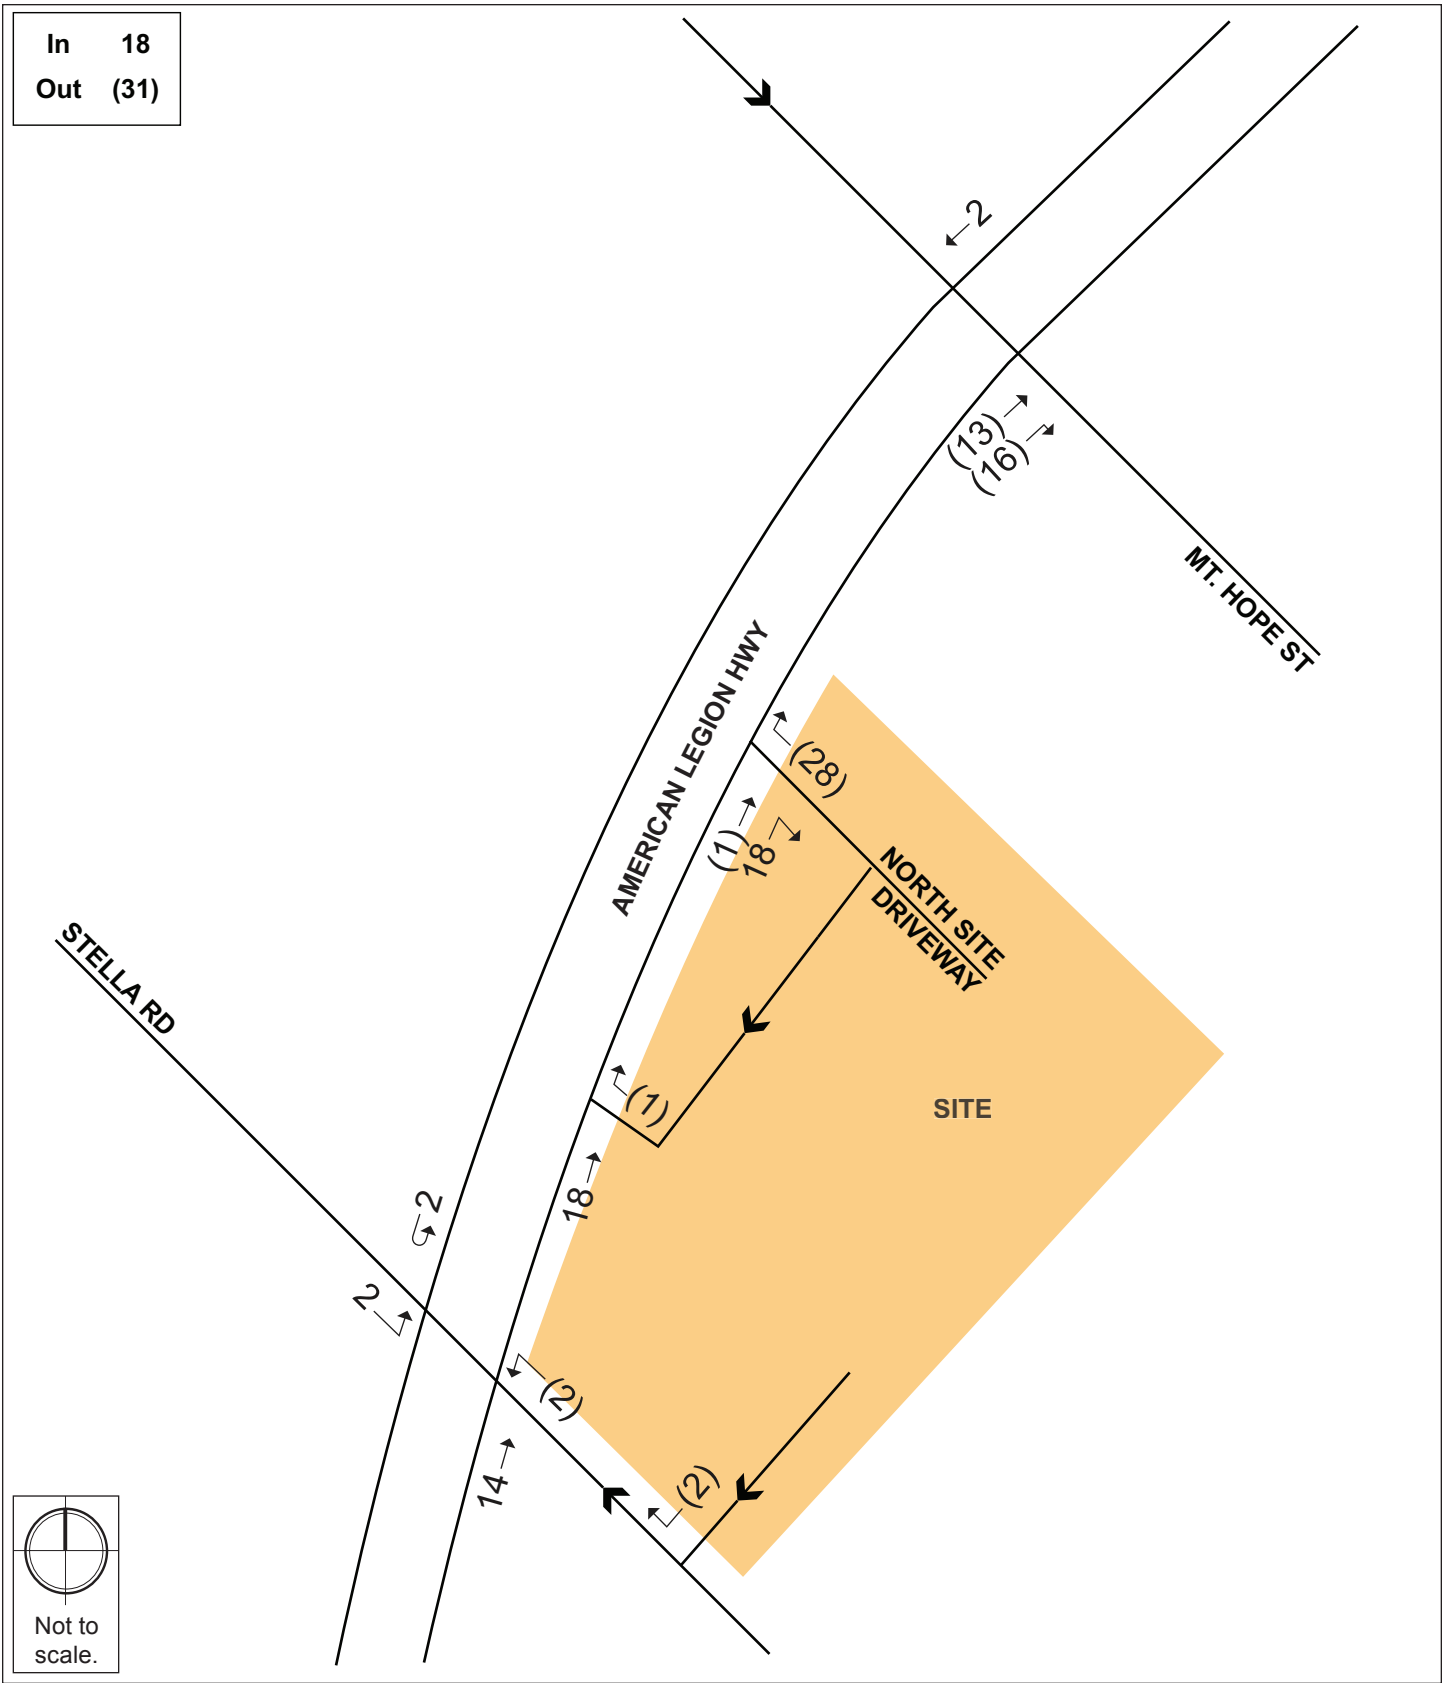 In 18
Out (31)
2
(13)
(16)
MT. HOPE ST
AMERICAN LEGION HWY
(28)
(1)
18
NORTH SITE
DRIVEWAY
STELLA RD
SITE
(1)
18
2
2
(2)
14
(2)
Not to
scale.